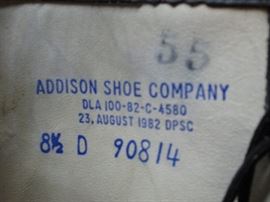 55
ADDISON SHOE COMPANY
DLA 100-82-C-4580
23, AUGUST 1982 DPSC
8½ D 90814